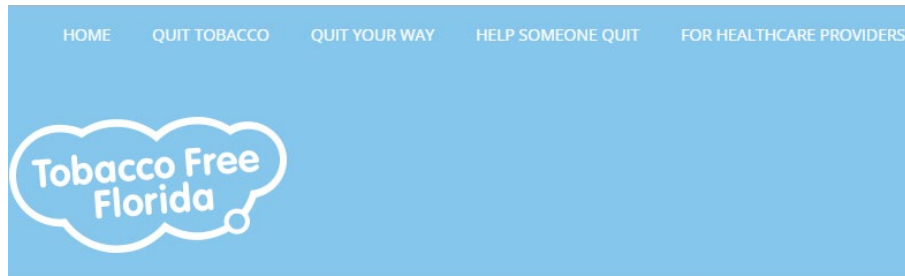 HOME QUIT TOBACCO QUIT YOUR WAY HELP SOMEONE QUIT FOR HEALTHCARE PROVIDERS
Tobacco Free
Florida